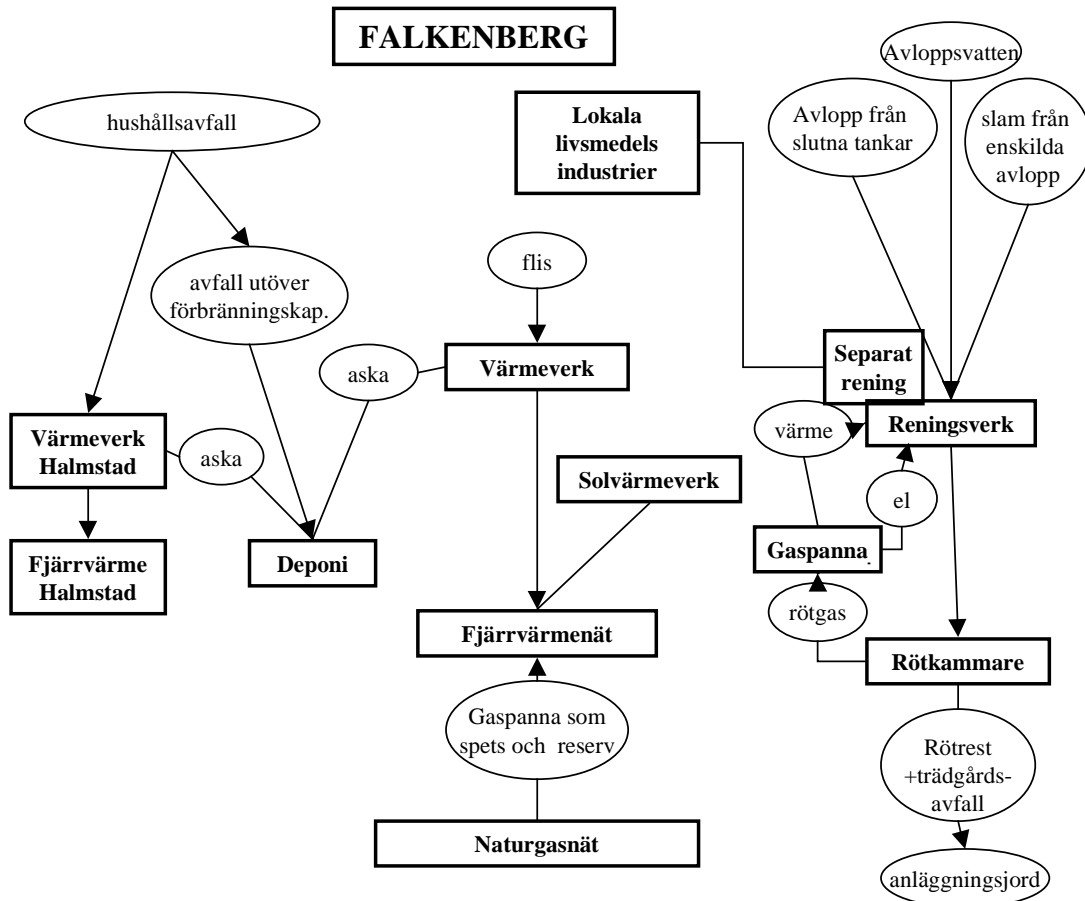 FALKENBERG
Avloppsvatten
hushållsavfall
Lokala
livsmedels
industrier
Avlopp från
slutna tankar
slam från
enskilda
avlopp
flis
avfall utöver
förbränningskap.
Värmeverk
aska
Separat
rening
Värmeverk
Halmstad
aska
värme
Reningsverk
Solvärmeverk
el
Fjärrvärme
Halmstad
Deponi
Gaspanna
rötgas
Fjärrvärmenät
Rötkammare
Gaspanna som
spets och reserv
Rötrest
+trädgårds-
avfall
Naturgasnät
anläggningsjord